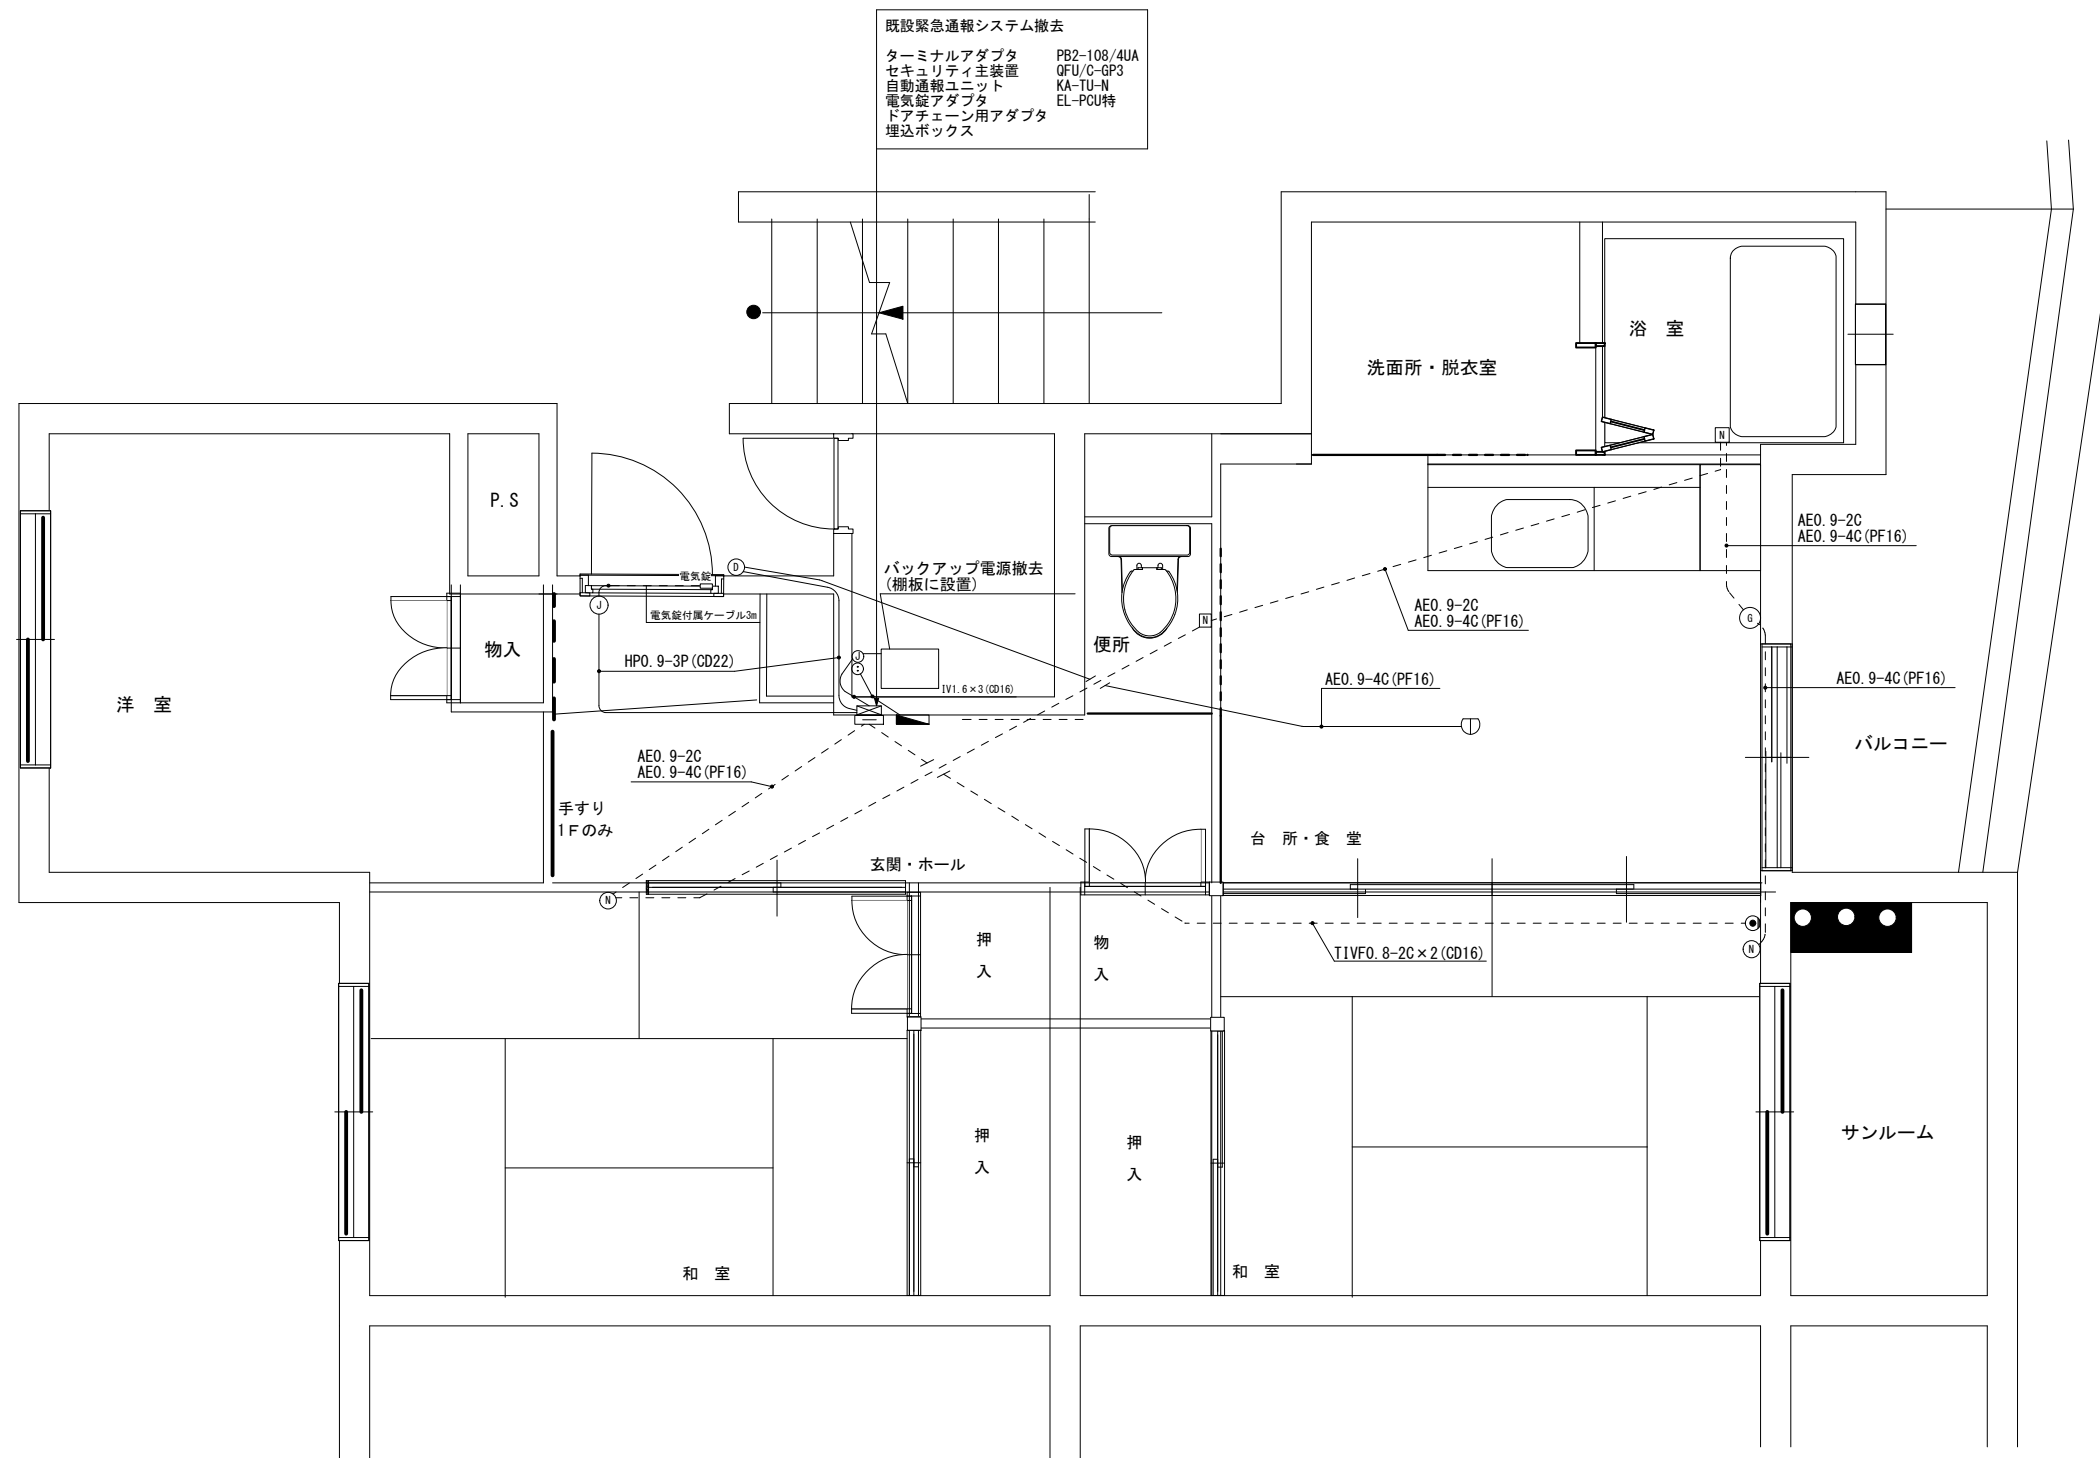 既設緊急通報システム撤去
ターミナルアダプタ PB2-108/4UA
セキュリティ主装置 QFU/C-GP3
自動通報ユニット KA-TU-N
電気錠アダプタ EL-PCU特
ドアチェーン用アダプタ
埋込ボックス
浴 室
洗面所・脱衣室
N
P.S
AE0.9-2C
AE0.9-4C(PF16)
電気錠
D
バックアップ電源撤去
(棚板に設置)
J
電気錠付属ケーブル3m
AE0.9-2C
AE0.9-4C(PF16)
G
N
物入
便所
HP0.9-3P(CD22)
J
IV1.6×3(CD16)
AE0.9-4C(PF16)
AE0.9-4C(PF16)
洋 室
バルコニー
AE0.9-2C
AE0.9-4C(PF16)
手すり
1Fのみ
台 所・食 堂
玄関・ホール
N
押
入
物
入
TIVF0.8-2C×2(CD16)
N
押
入
押
入
サンルーム
和 室
和 室